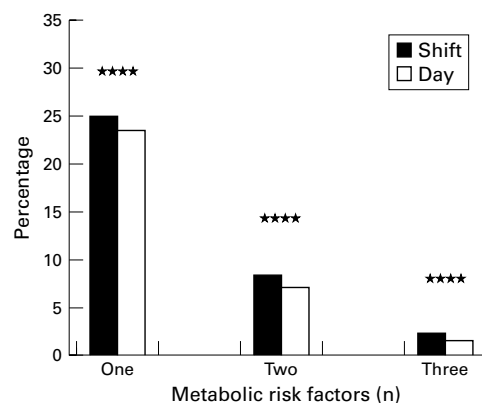 35
30
25
20
15
10
5
0
Percentage
Shift
Day
★★★★
★★★★
★★★★
One
Two
Three
Metabolic risk factors (n)